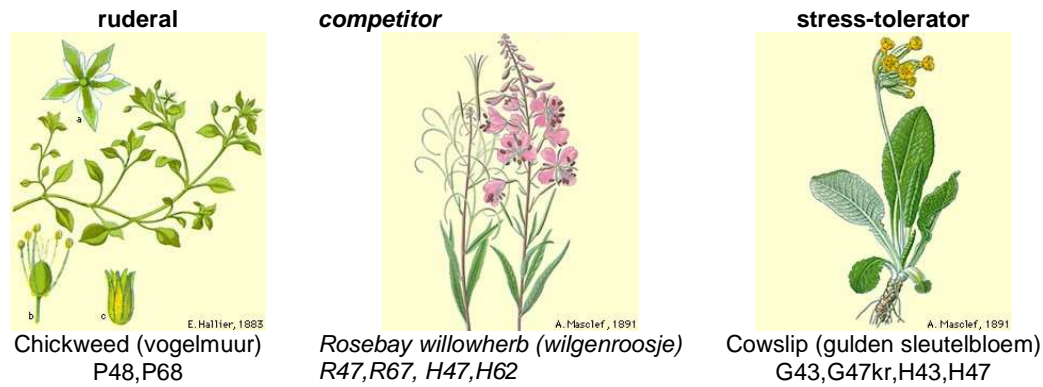 ruderal
competitor
stress-tolerator
a
b
c
E. Hallier, 1883
A. Masclef, 1891
A. Masclef, 1891
Chickweed (vogelmuur)
Rosebay willowherb (wilgenroosje)
Cowslip (gulden sleutelbloem)
P48,P68
R47,R67, H47,H62
G43,G47kr,H43,H47